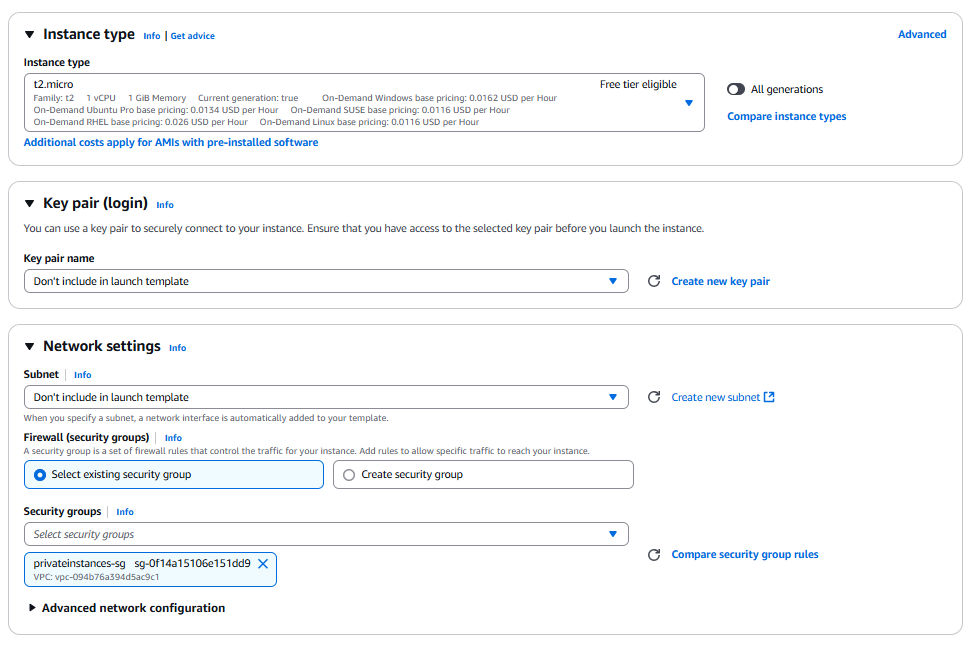 Instance type Info | Get advice Advanced
Instance type
t2.micro Free tier eligible
Family: t2 1 vCPU 1 GiB Memory Current generation: true On-Demand Windows base pricing: 0.0162 USD per Hour
On-Demand Ubuntu Pro base pricing: 0.0134 USD per Hour On-Demand SUSE base pricing: 0.0116 USD per Hour
On-Demand RHEL base pricing: 0.026 USD per Hour On-Demand Linux base pricing: 0.0116 USD per Hour
All generations
Compare instance types
Additional costs apply for AMIs with pre-installed software
Key pair (login) Info
You can use a key pair to securely connect to your instance. Ensure that you have access to the selected key pair before you launch the instance.
Key pair name
Don't include in launch template Create new key pair
Network settings Info
Subnet Info
Don't include in launch template Create new subnet
When you specify a subnet, a network interface is automatically added to your template.
Firewall (security groups) Info
A security group is a set of firewall rules that control the traffic for your instance. Add rules to allow specific traffic to reach your instance.
Select existing security group Create security group
Security groups Info
Select security groups
Compare security group rules
privateinstances-sg sg-0f14a15106e151dd9
VPC: vpc-094b76a394d5ac9c1
Advanced network configuration